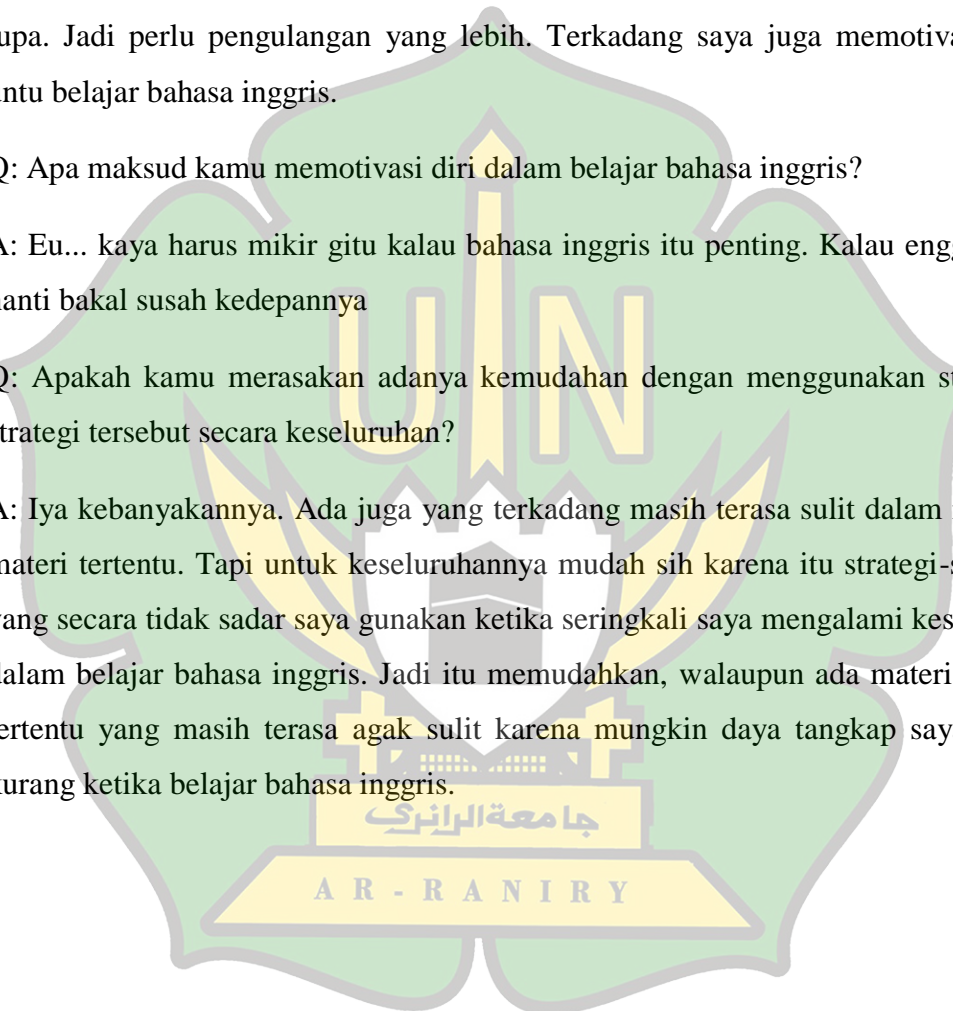 upa. Jadi perlu pengulangan yang lebih. Terkadang saya juga memotiva
untu belajar bahasa inggris.
Q: Apa maksud kamu memotivasi diri dalam belajar bahasa inggris?
A: Eu... kaya harus mikir gitu kalau bahasa inggris itu penting. Kalau eng
nanti bakal susah kedepannya
Q: Apakah kamu merasakan adanya kemudahan dengan menggunakan st
trategi tersebut secara keseluruhan?
A: Iya kebanyakannya. Ada juga yang terkadang masih terasa sulit dalam
materi tertentu. Tapi untuk keseluruhannya mudah sih karena itu strategi-s
yang secara tidak sadar saya gunakan ketika seringkali saya mengalami kes
dalam belajar bahasa inggris. Jadi itu memudahkan, walaupun ada materi
tertentu yang masih terasa agak sulit karena mungkin daya tangkap say
kurang ketika belajar bahasa inggris.
UIN
جامعة الرانري
AR-RANIRY